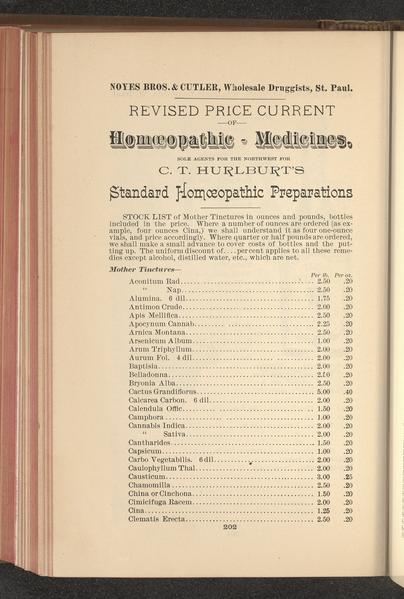 NOYES BROS. & CUTLER, Wholesale Druggists, St. Paul.
REVISED PRICE CURRENT
—OF—
Homœopathic - Medicines.
SOLE AGENTS FOR THE NORTHWEST FOR
C. T. HURLBURT'S
Standard Homœopathic Preparations
STOCK LIST of Mother Tinctures in ounces and pounds, bottles
included in the price. Where a number of ounces are ordered (as ex-
ample, four ounces Cina,) we shall understand it as four one-ounce
vials, and price accordingly. Where quarter or half pounds are ordered,
we shall make a small advance to cover costs of bottles and the put-
ting up. The uniform discount of....per cent applies to all these reme-
dies except alcohol, distilled water, etc., which are net.
Mother Tinctures—
Per lb. Per oz.
Aconitum Rad. 2.50 .20
" Nap. 2.50 .20
Alumina. 6 dil. 1.75 .20
Antimon Crude. 2.00 .20
Apis Mellifica. 2.50 .20
Apocynum Cannab. 2.25 .20
Arnica Montana. 2.50 .20
Arsenicum Album. 1.00 .20
Arum Triphyllum. 2.00 .20
Aurum Fol. 4 dil. 2.00 .20
Baptisia. 2.00 .20
Belladonna. 2.50 .20
Bryonia Alba. 2.50 .20
Cactus Grandiflorus. 5.00 .40
Calcarea Carbon. 6 dil. 2.00 .20
Calendula Offic. 1.50 .20
Camphora. 1.00 .20
Cannabis Indica. 2.00 .20
" Sativa. 2.00 .20
Cantharides. 1.50 .20
Capsicum. 1.00 .20
Carbo Vegetabilis. 6 dil. 2.00 .20
Caulophyllum Thal. 2.00 .20
Causticum. 3.00 .25
Chamomilla. 2.50 .20
China or Cinchona. 1.50 .20
Cimicifuga Racem. 2.00 .20
Cina. 1.25 .20
Clematis Erecta. 2.50 .20
202